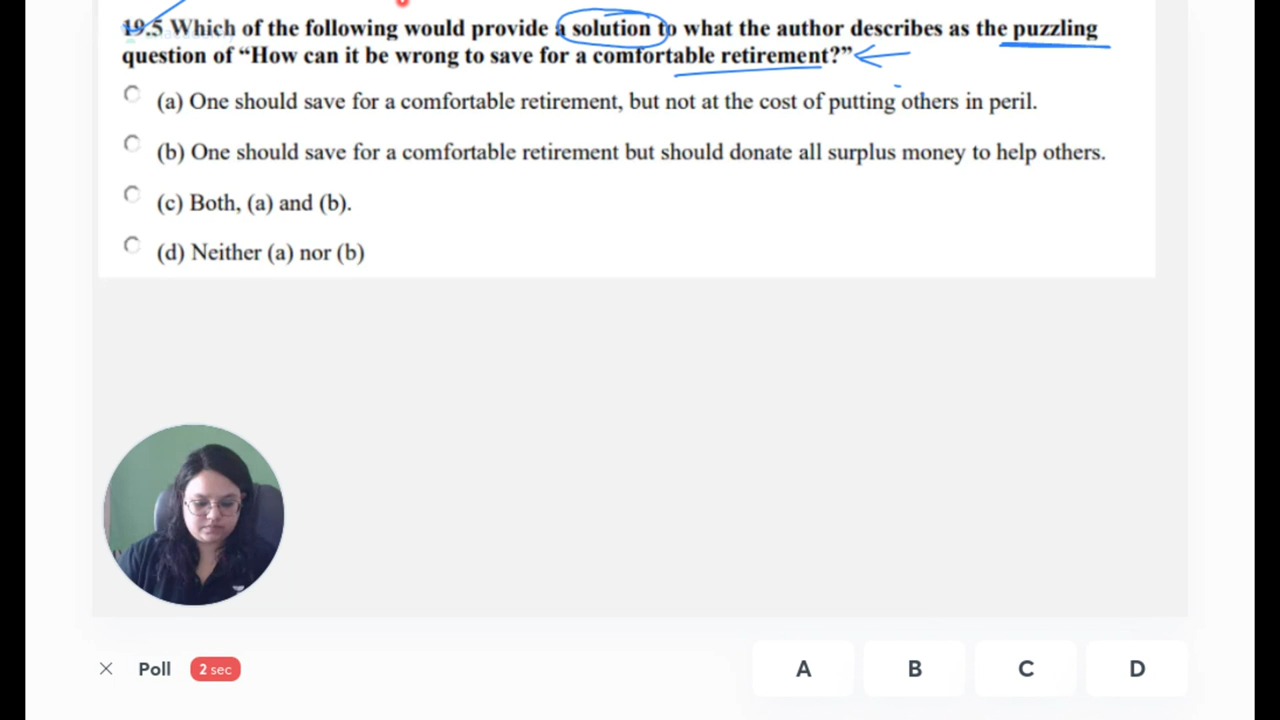 19.5 Which of the following would provide a solution to what the author describes as the puzzling
question of “How can it be wrong to save for a comfortable retirement?”
(a) One should save for a comfortable retirement, but not at the cost of putting others in peril.
(b) One should save for a comfortable retirement but should donate all surplus money to help others.
(c) Both, (a) and (b).
(d) Neither (a) nor (b)
Poll 2 sec A B C D